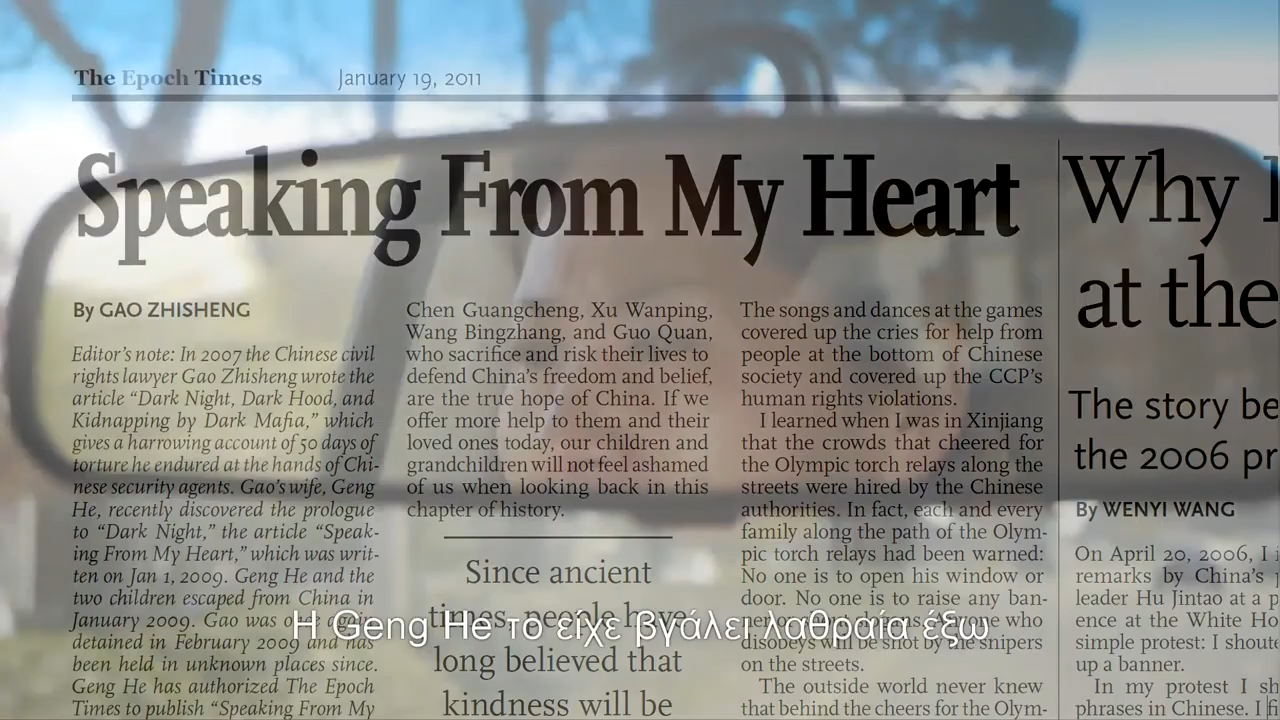 The Epoch Times
January 19, 2011
Speaking From My Heart
By GAO ZHISHENG
Editor's note: In 2007 the Chinese civil
rights lawyer Gao Zhisheng wrote the
article “Dark Night, Dark Hood, and
Kidnapping by Dark Mafia,” which
gives a harrowing account of 50 days of
torture he endured at the hands of Chi-
nese security agents. Gao's wife, Geng
He, recently discovered the prologue
to “Dark Night,” the article “Speak-
ing From My Heart,” which was writ-
ten on Jan 1, 2009. Geng He and the
two children escaped from China in
January 2009. Gao was
detained in February 2009 and has
been held in unknown places since.
Geng He has authorized The Epoch
Times to publish “Speaking From My
Chen Guangcheng, Xu Wanping,
Wang Bingzhang, and Guo Quan,
who sacrifice and risk their lives to
defend China's freedom and belief,
are the true hope of China. If we
offer more help to them and their
loved ones today, our children and
grandchildren will not feel ashamed
of us when looking back in this
chapter of history.
Since ancient
times, people have
long believed that
kindness will be
The songs and dances at the games
covered up the cries for help from
people at the bottom of Chinese
society and covered up the CCP's
human rights violations.
I learned when I was in Xinjiang
that the crowds that cheered for
the Olympic torch relays along the
streets were hired by the Chinese
authorities. In fact, each and every
family along the path of the Olym-
pic torch relays had been warned:
No one is to open his window or
door. No one is to raise any ban-
who
disobeys will be shot by the snipers
on the streets.
The outside world never knew
that behind the cheers for the Olym-
Why
at the
The story be
the 2006 pr
By WENYI WANG
On April 20, 2006, I
remarks by China's
leader Hu Jintao at a p
ence at the White Ho
simple protest: I shout
up a banner.
In my protest I sh
phrases in Chinese. I fi
Η Geng He το είχε βγάλει λαθραία έξω